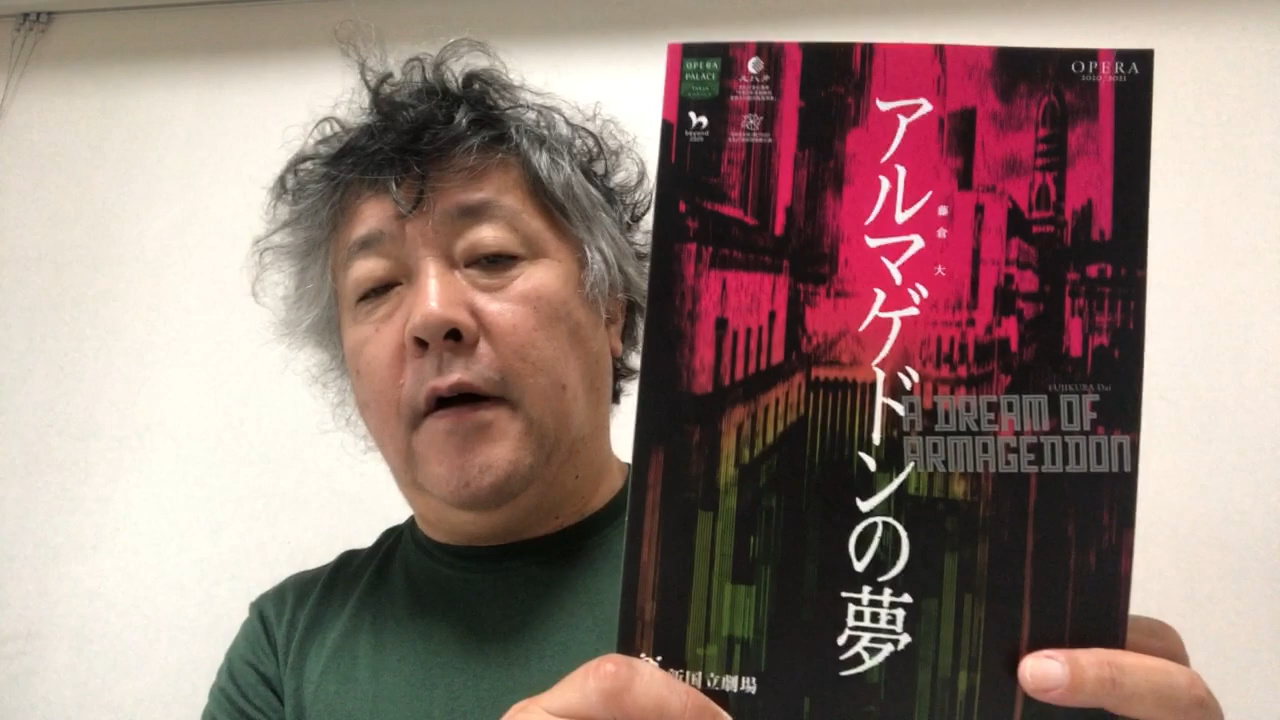 OPERA
PALACE
beyond
2020
OPERA
2020 2021
アルマゲドンの夢
藤倉 大
FUJIKURA Dai
A DREAM OF
ARMAGEDDON
新国立劇場